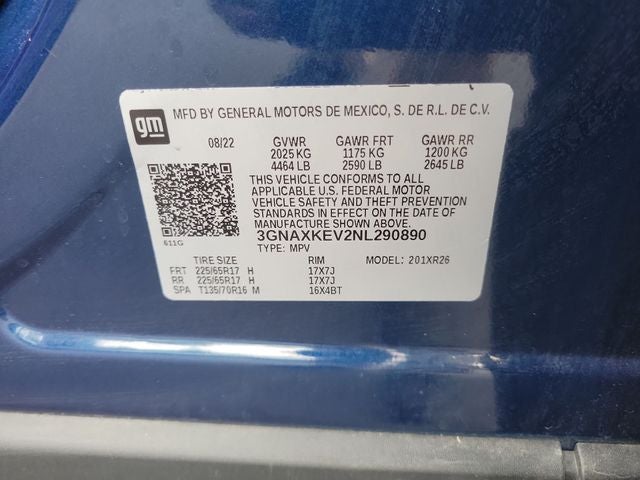 gm
MFD BY GENERAL MOTORS DE MEXICO, S. DE R.L. DE C.V.
08/22 GVWR GAWR FRT GAWR RR
2025 KG 1175 KG 1200 KG
4464 LB 2590 LB 2645 LB
THIS VEHICLE CONFORMS TO ALL
APPLICABLE U.S. FEDERAL MOTOR
VEHICLE SAFETY AND THEFT PREVENTION
STANDARDS IN EFFECT ON THE DATE OF
MANUFACTURE SHOWN ABOVE.
3GNAXKEV2NL290890
611G
TYPE: MPV
TIRE SIZE RIM MODEL: 201XR26
FRT 225/65R17 H 17X7J
RR 225/65R17 H 17X7J
SPA T135/70R16 M 16X4BT